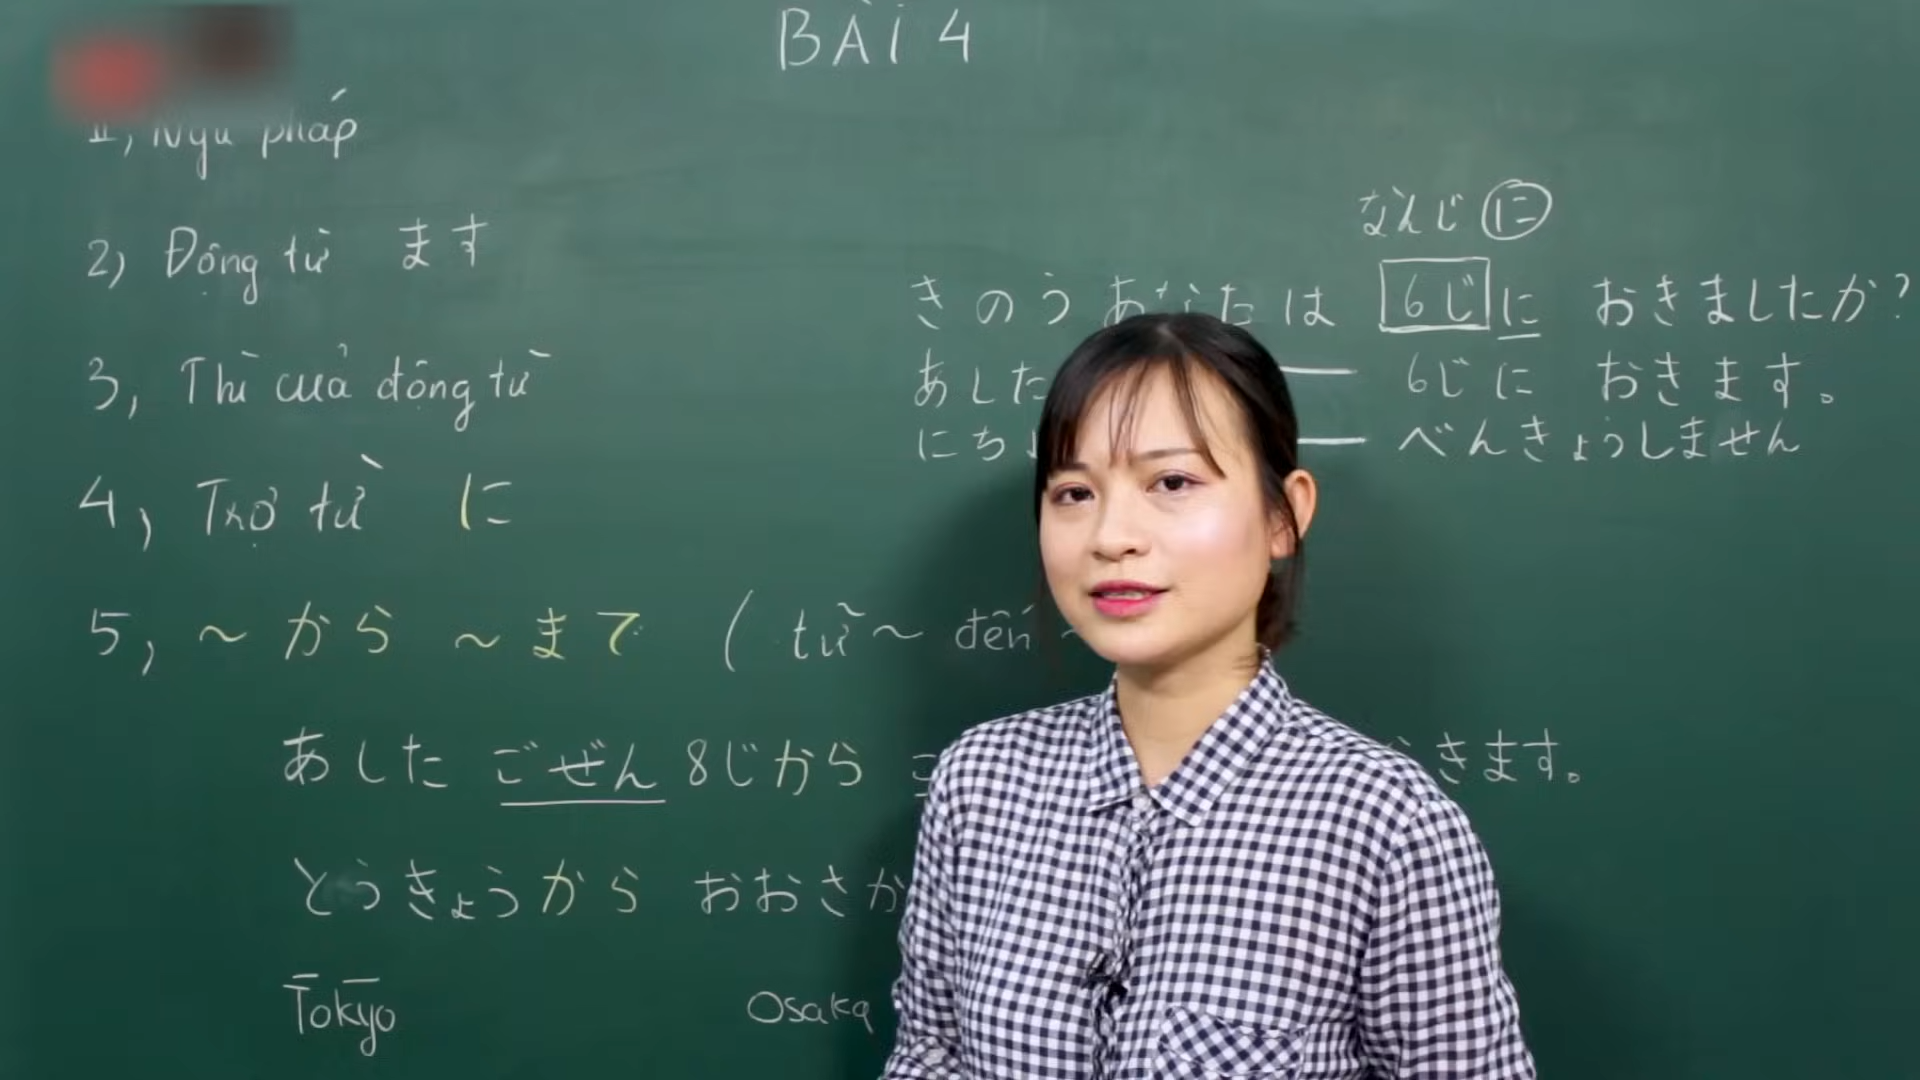 BÀI 4
II, Ngữ pháp
2) Động từ ます
3, Thì của động từ
4, Trợ từ に
5, ~ から ~ まで ( từ ~ đến ~
あした ごぜん 8じから
きます。
とうきょうから おおさか
Tokyo Osaka
なんじ に
きのう あなた は 6じ に おきましたか?
あした 6じに おきます。
にち べんきょうしません